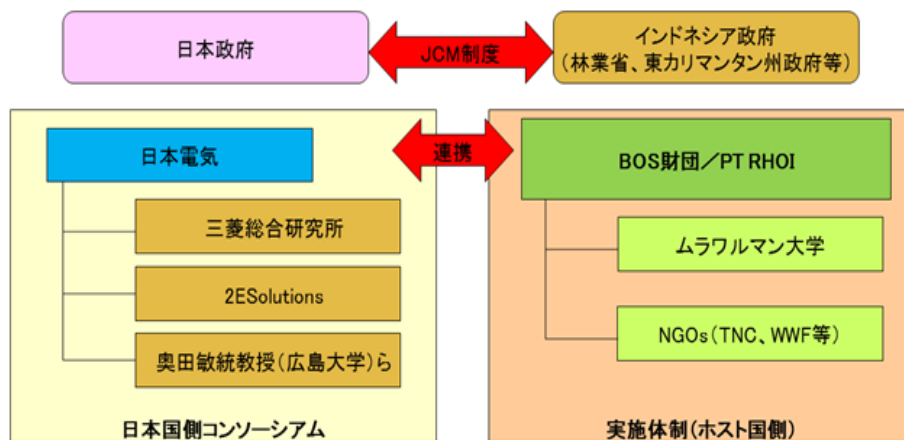 日本政府
JCM制度
インドネシア政府
(林業省、東カリマンタン州政府等)
日本電気
連携
BOS財団/PT RHOI
三菱総合研究所
ムラワルマン大学
2ESolutions
NGOs(TNC、WWF等)
奥田敏統教授(広島大学)ら
日本国側コンソーシアム
実施体制(ホスト国側)